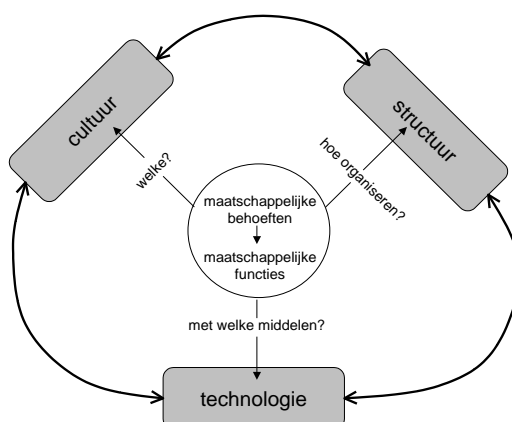 cultuur
structuur
welke?
hoe organiseren?
maatschappelijke
behoeften
maatschappelijke
functies
met welke middelen?
technologie